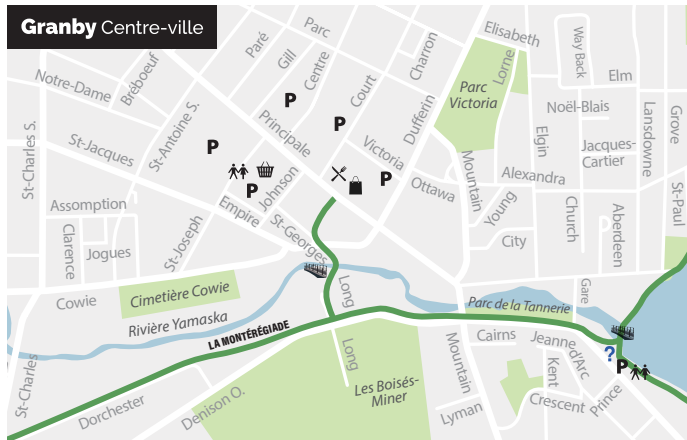 Granby Centre-ville
Parc
Elisabeth
Paré
Gill
Centre
Charron
Way Back
Lorne
Elm
Notre-Dame
Bréboeuf
Court
Parc
Victoria
Noël-Blais
P
Dufferin
Lansdowne
Grove
St-Charles S.
St-Antoine S.
Principale
P
Elgin
Jacques-
Cartier
St-Jacques
P
Victoria
Mountain
Alexandra
P
Johnson
P
Ottawa
Young
St-Paul
Assomption
Empire
St-Georges
Church
Aberdeen
Clarence
Jogues
St-Joseph
City
Cowie
Cimetière Cowie
Long
Gare
Parc de la Tannerie
Rivière Yamaska
LA MONTÉRÉGIADE
Long
Mountain
Cairns
Jeanne
d'Arc
?
P
Kent
St-Charles
Les Boisés-
Miner
Crescent
Prince
Dorchester
Denison O.
Lyman